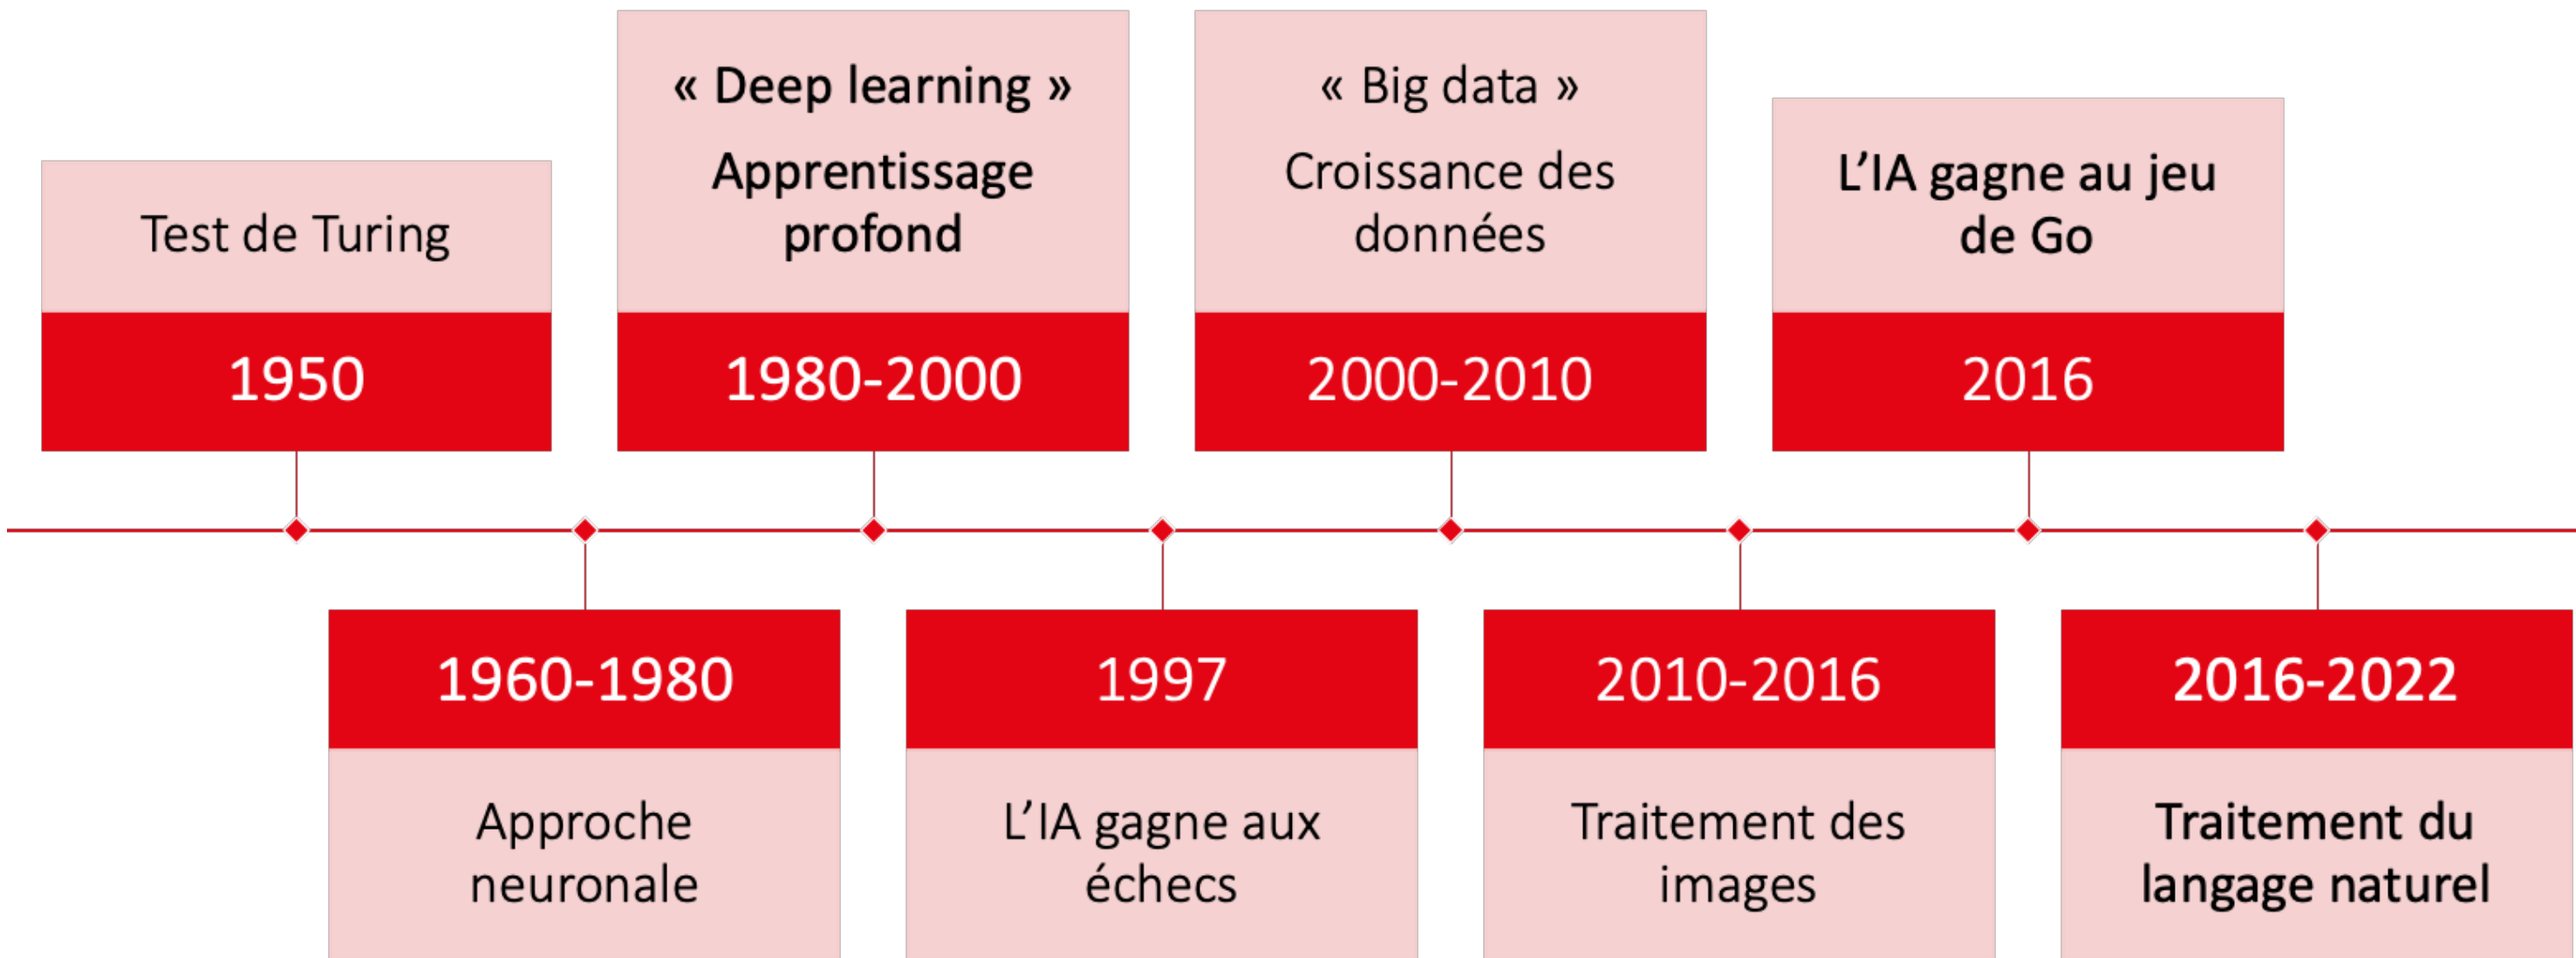 Test de Turing
1950
« Deep learning »
Apprentissage
profond
1980-2000
« Big data »
Croissance des
données
2000-2010
L’IA gagne au jeu
de Go
2016
1960-1980
Approche
neuronale
1997
L’IA gagne aux
échecs
2010-2016
Traitement des
images
2016-2022
Traitement du
langage naturel